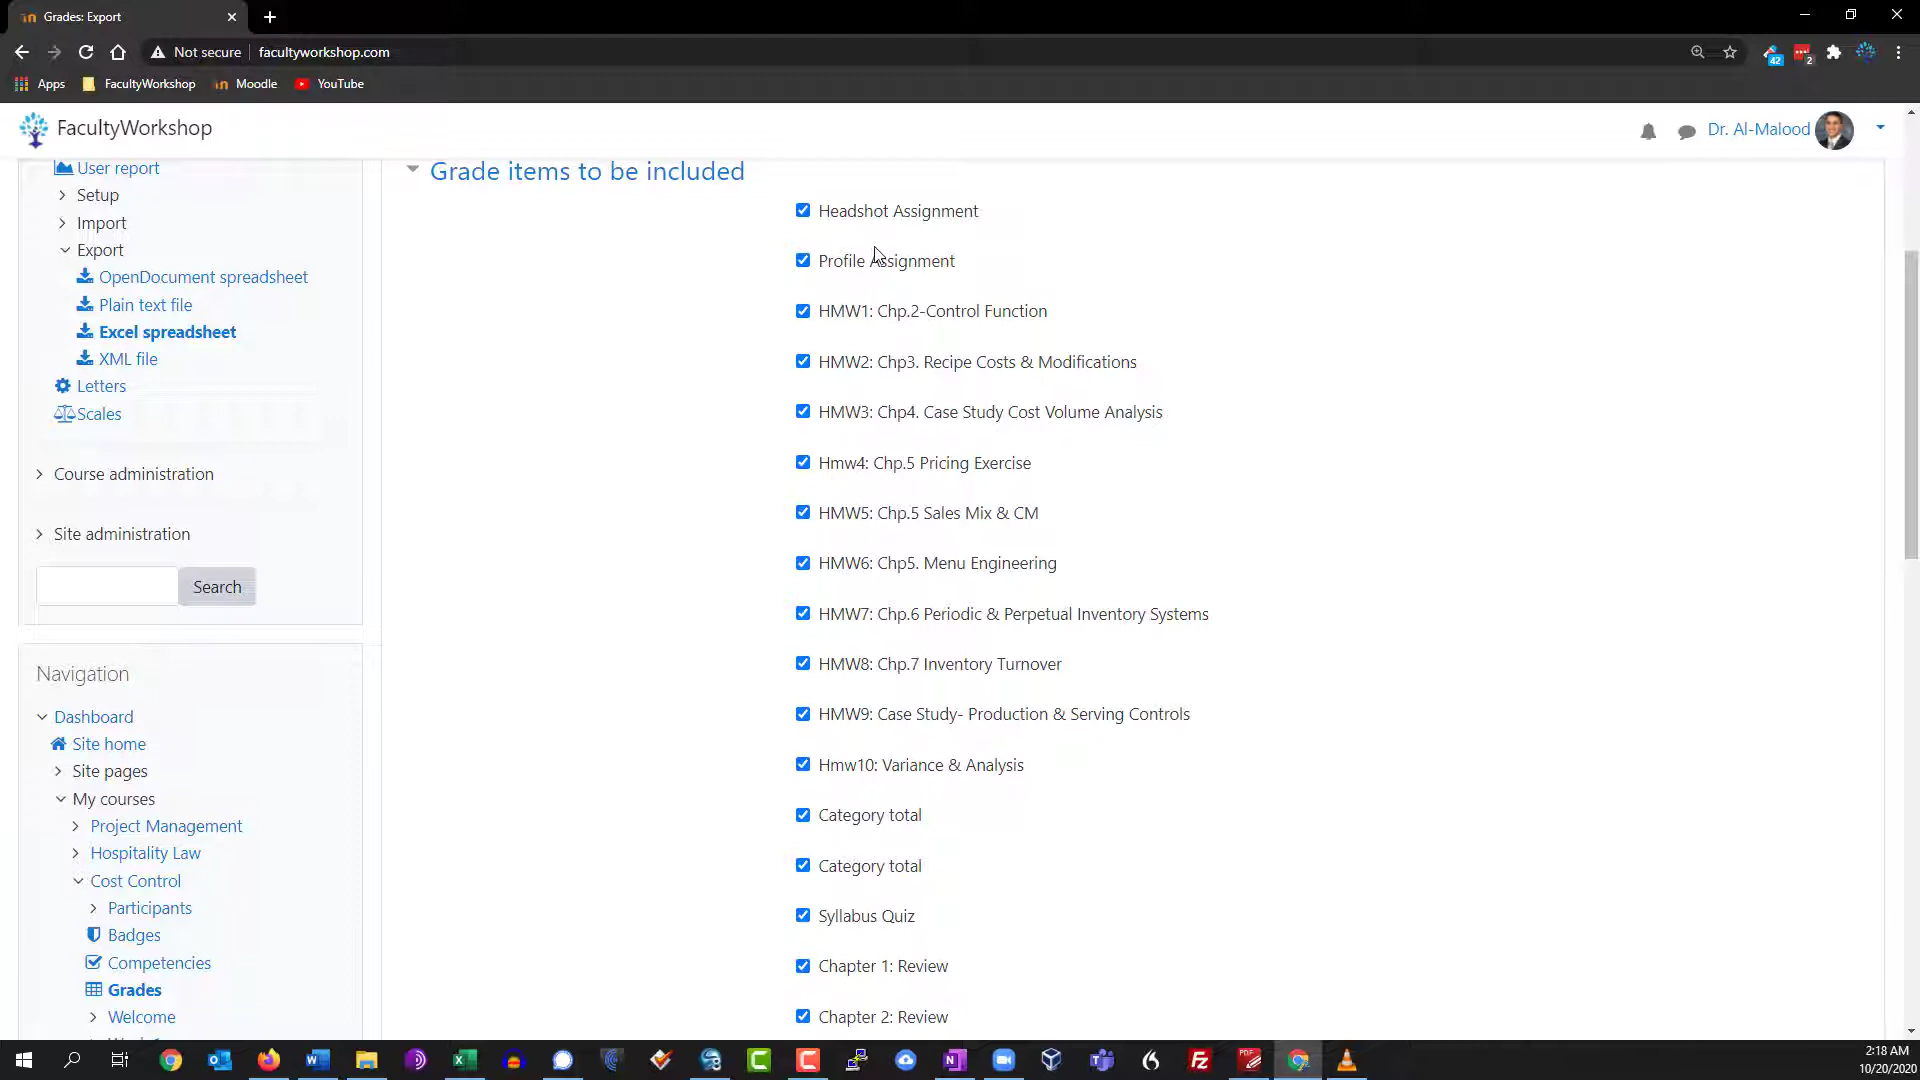 Grades: Export
Not secure
facultyworkshop.com
42
2
Apps
FacultyWorkshop
Moodle
YouTube
FacultyWorkshop
Dr. Al-Malood
User report
Setup
Import
Export
OpenDocument spreadsheet
Plain text file
Excel spreadsheet
XML file
Letters
Scales
Course administration
Site administration
Search
Navigation
Dashboard
Site home
Site pages
My courses
Project Management
Hospitality Law
Cost Control
Participants
Badges
Competencies
Grades
Welcome
Grade items to be included
Headshot Assignment
Profile Assignment
HMW1: Chp.2-Control Function
HMW2: Chp3. Recipe Costs & Modifications
HMW3: Chp4. Case Study Cost Volume Analysis
Hmw4: Chp.5 Pricing Exercise
HMW5: Chp.5 Sales Mix & CM
HMW6: Chp5. Menu Engineering
HMW7: Chp.6 Periodic & Perpetual Inventory Systems
HMW8: Chp.7 Inventory Turnover
HMW9: Case Study- Production & Serving Controls
Hmw10: Variance & Analysis
Category total
Category total
Syllabus Quiz
Chapter 1: Review
Chapter 2: Review
2:18 AM
10/20/2020